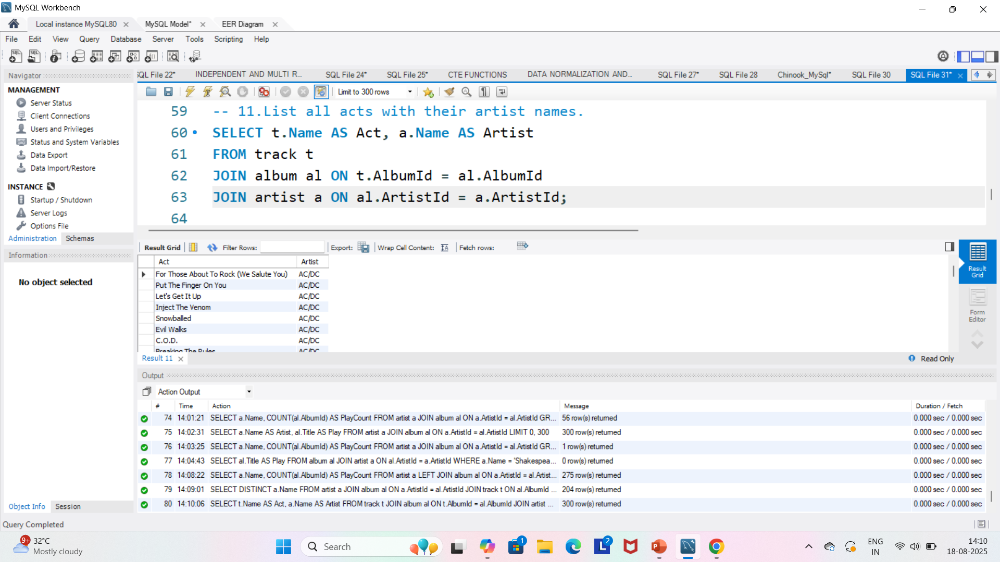 MySQL Workbench
Local instance MySQL80
MySQL Model*
EER Diagram
File Edit View Query Database Server Tools Scripting Help
Navigator
SQL File 22*
INDEPENDENT AND MULTI R...
SQL File 24*
SQL File 25*
CTE FUNCTIONS
DATA NORMALIZATION AND...
SQL File 27*
SQL File 28
Chinook_MySql*
SQL File 30
SQL File 31*
MANAGEMENT
Server Status
Client Connections
Users and Privileges
Status and System Variables
Data Export
Data Import/Restore
INSTANCE
Startup / Shutdown
Server Logs
Options File
Administration Schemas
Information
No object selected
Object Info Session
Limit to 300 rows
59 -- 11.List all acts with their artist names.
60 SELECT t.Name AS Act, a.Name AS Artist
61 FROM track t
62 JOIN album al ON t.AlbumId = al.AlbumId
63 JOIN artist a ON al.ArtistId = a.ArtistId;
64
Result Grid Filter Rows: Export: Wrap Cell Content: Fetch rows:
Act Artist
For Those About To Rock (We Salute You) AC/DC
Put The Finger On You AC/DC
Let's Get It Up AC/DC
Inject The Venom AC/DC
Snowballed AC/DC
Evil Walks AC/DC
C.O.D. AC/DC
Breaking The Rules AC/DC
Result Grid
Form Editor
Result 11
Read Only
Output
Action Output
# Time Action Message Duration / Fetch
74 14:01:21 SELECT a.Name, COUNT(al.AlbumId) AS PlayCount FROM artist a JOIN album al ON a.ArtistId = al.ArtistId GR... 56 row(s) returned 0.000 sec / 0.000 sec
75 14:02:31 SELECT a.Name AS Artist, al.Title AS Play FROM artist a JOIN album al ON a.ArtistId = al.ArtistId LIMIT 0, 300 300 row(s) returned 0.000 sec / 0.000 sec
76 14:03:25 SELECT a.Name, COUNT(al.AlbumId) AS PlayCount FROM artist a JOIN album al ON a.ArtistId = al.ArtistId GR... 1 row(s) returned 0.000 sec / 0.000 sec
77 14:04:43 SELECT al.Title AS Play FROM album al JOIN artist a ON al.ArtistId = a.ArtistId WHERE a.Name = 'Shakespea... 0 row(s) returned 0.000 sec / 0.000 sec
78 14:08:22 SELECT a.Name, COUNT(al.AlbumId) AS PlayCount FROM artist a LEFT JOIN album al ON a.ArtistId = al.Artist... 275 row(s) returned 0.000 sec / 0.000 sec
79 14:09:01 SELECT DISTINCT a.Name FROM artist a JOIN album al ON a.ArtistId = al.ArtistId JOIN track t ON al.AlbumId ... 204 row(s) returned 0.000 sec / 0.000 sec
80 14:10:06 SELECT t.Name AS Act, a.Name AS Artist FROM track t JOIN album al ON t.AlbumId = al.AlbumId JOIN artist ... 300 row(s) returned 0.000 sec / 0.000 sec
Query Completed
9+
32°C
Mostly cloudy
Search
1
2
ENG
IN
14:10
18-08-2025